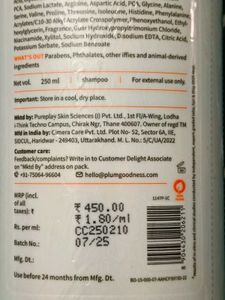 PCA, Sodium Lactate, Arginine, Aspartic Acid, PCA, Glycine, Alanine,
Serine, Valine, Proline, Threonine, Isoleucine, Histidine, Phenylalanine,
Acrylates/C10-30 Alkyl Acrylate Crosspolymer, Phenoxyethanol, Ethyl
hexylglycerin, Fragrance, Guar Hydroxypropyltrimonium Chloride,
Niacinamide, Xylitol, Sodium Hydroxide, Disodium EDTA, Citric Acid,
Potassium Sorbate, Sodium Benzoate
WHAT'S OUT Parabens, Phthalates, other iffies and animal-derived
ingredients
Net vol. 250 ml shampoo For external use only.
Important: Store in a cool, dry place.
Mktd by: Pureplay Skin Sciences (I) Pvt. Ltd. 1st Fl/A-Wing, Lodha
i-Think Techno Campus, Chirak Ngr, Thane 400607. Owner of regd TM
Mfd in India by: Cimera Care Pvt. Ltd. Plot No- 52, Sector 6A, IIE,
SIDCUL, Haridwar - 249403, Uttarakhand. M. L. No.: 5/C/UA/2022
Customer care:
Feedback/complaints? Write in to Customer Delight Associate
on "Mktd By" address on pack.
+91-75064-96604 hello@plumgoodness.com
MRP (incl.
of all
taxes): ₹
Rs. per ml:
Batch No.:
Mfg. Dt.:
₹ 450.00
₹ 1.80/ml
CC250210
07/25
Use before 24 months from Mfg. Dt.